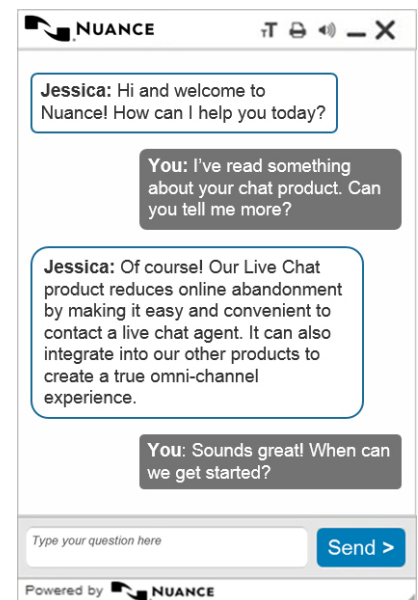 NUANCE
TT
Jessica: Hi and welcome to
Nuance! How can I help you today?
You: I've read something
about your chat product. Can
you tell me more?
Jessica: Of course! Our Live Chat
product reduces online abandonment
by making it easy and convenient to
contact a live chat agent. It can also
integrate into our other products to
create a true omni-channel
experience.
You: Sounds great! When can
we get started?
Type your question here
Send >
Powered by NUANCE